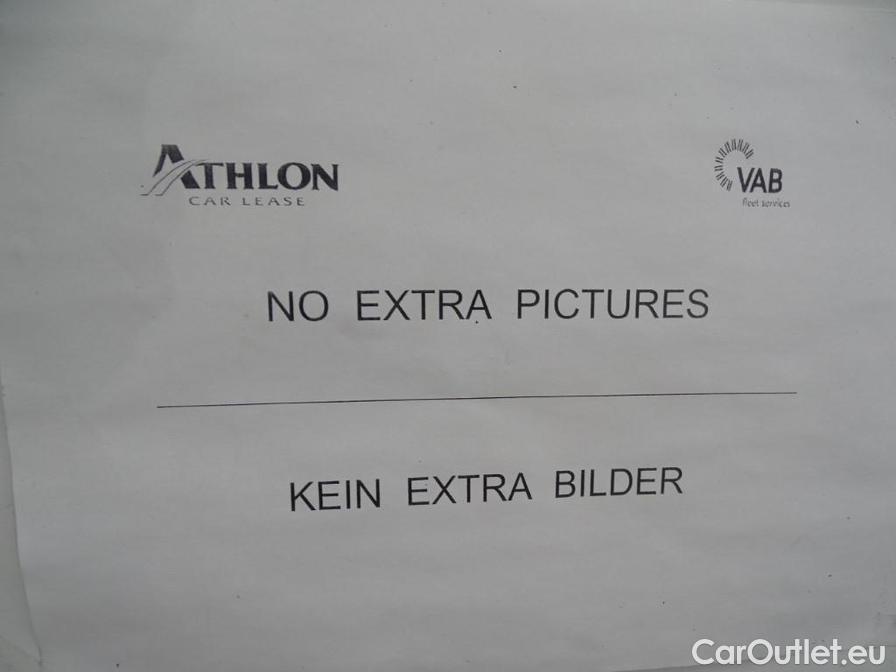 ATHLON
CAR LEASE
VAB
fleet services
NO EXTRA PICTURES
KEIN EXTRA BILDER
CarOutlet.eu